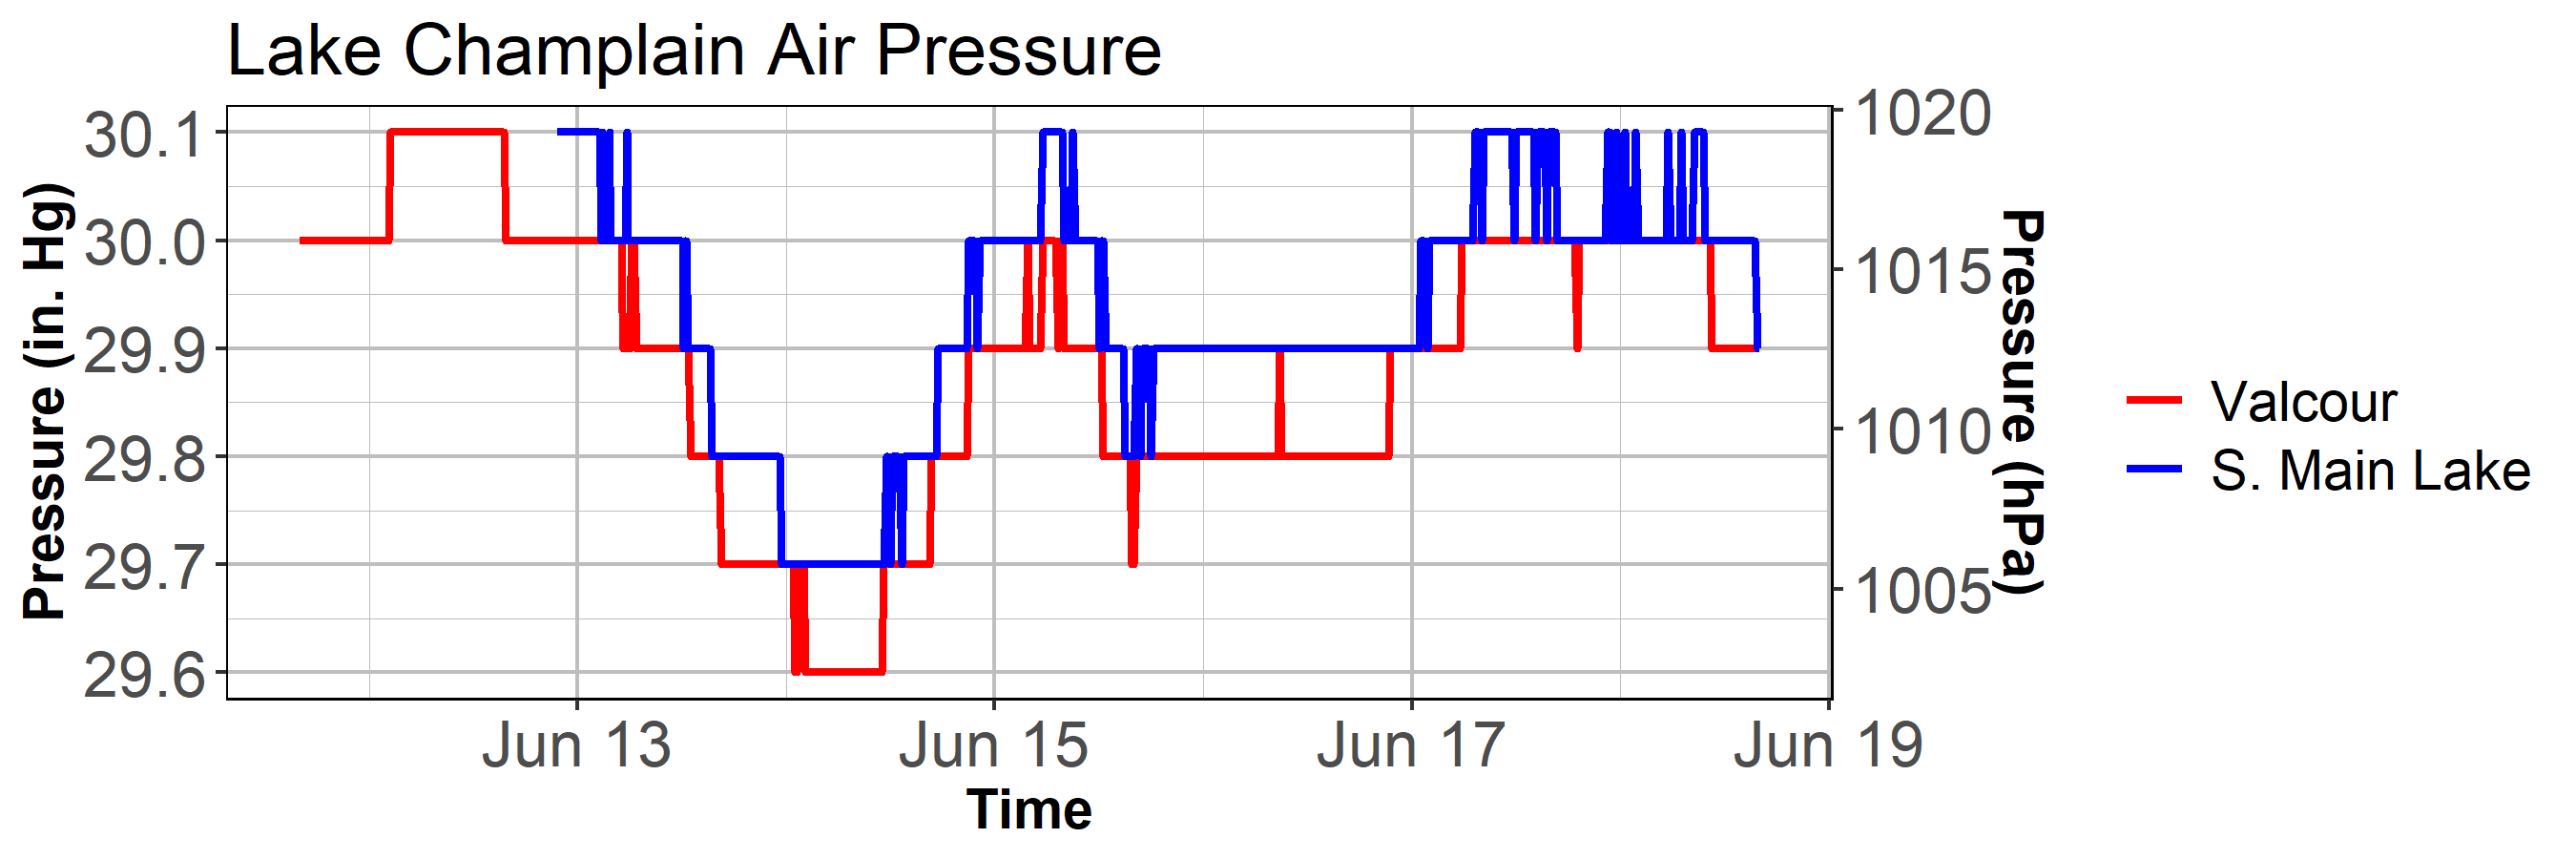 Lake Champlain Air Pressure
Pressure (in. Hg)
30.1
30.0
29.9
29.8
29.7
29.6
1020
1015
1010
1005
Pressure (hPa)
Jun 13
Jun 15
Jun 17
Jun 19
Time
Valcour
S. Main Lake